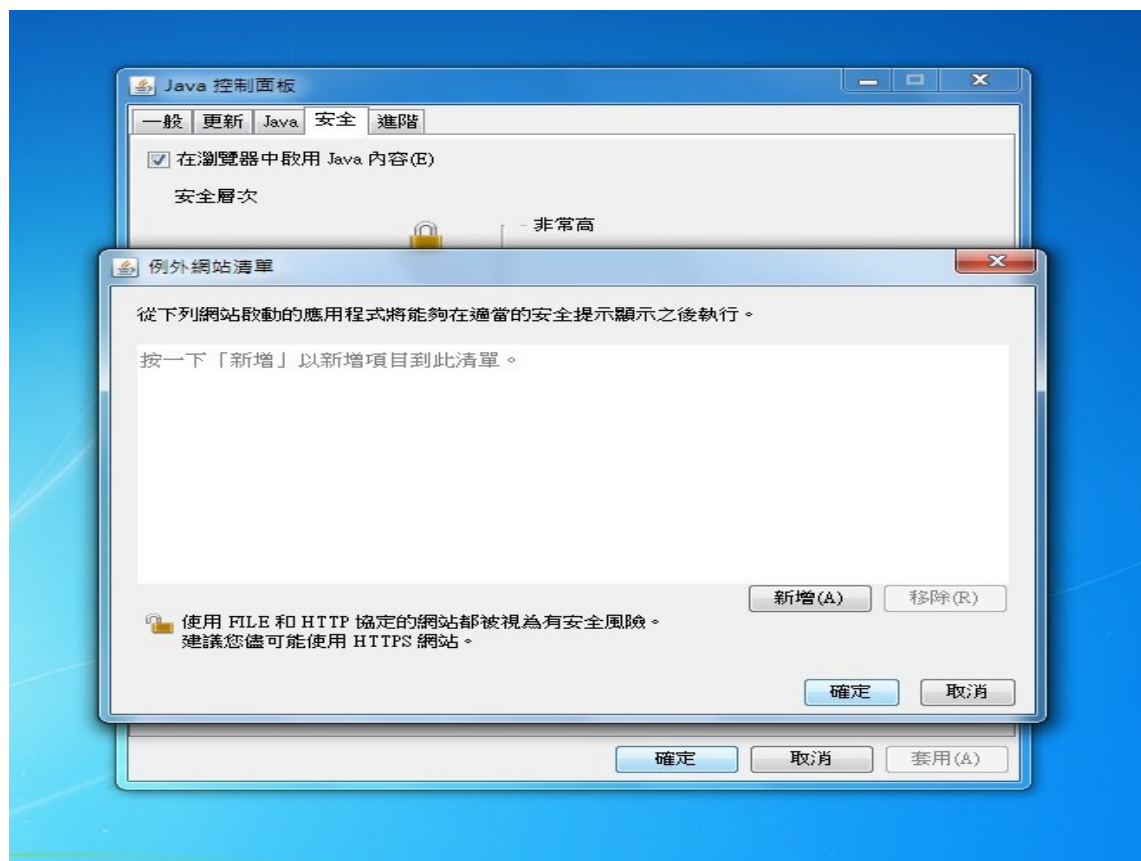 Java 控制面板
一般 更新 Java 安全 進階
在瀏覽器中啟用 Java 內容(E)
安全層次
- 非常高
例外網站清單
從下列網站啟動的應用程式將能夠在適當的安全提示顯示之後執行。
按一下「新增」以新增項目到此清單。
新增(A) 移除(R)
使用 FILE 和 HTTP 協定的網站都被視為有安全風險。
建議您儘可能使用 HTTPS 網站。
確定 取消
確定 取消 套用(A)